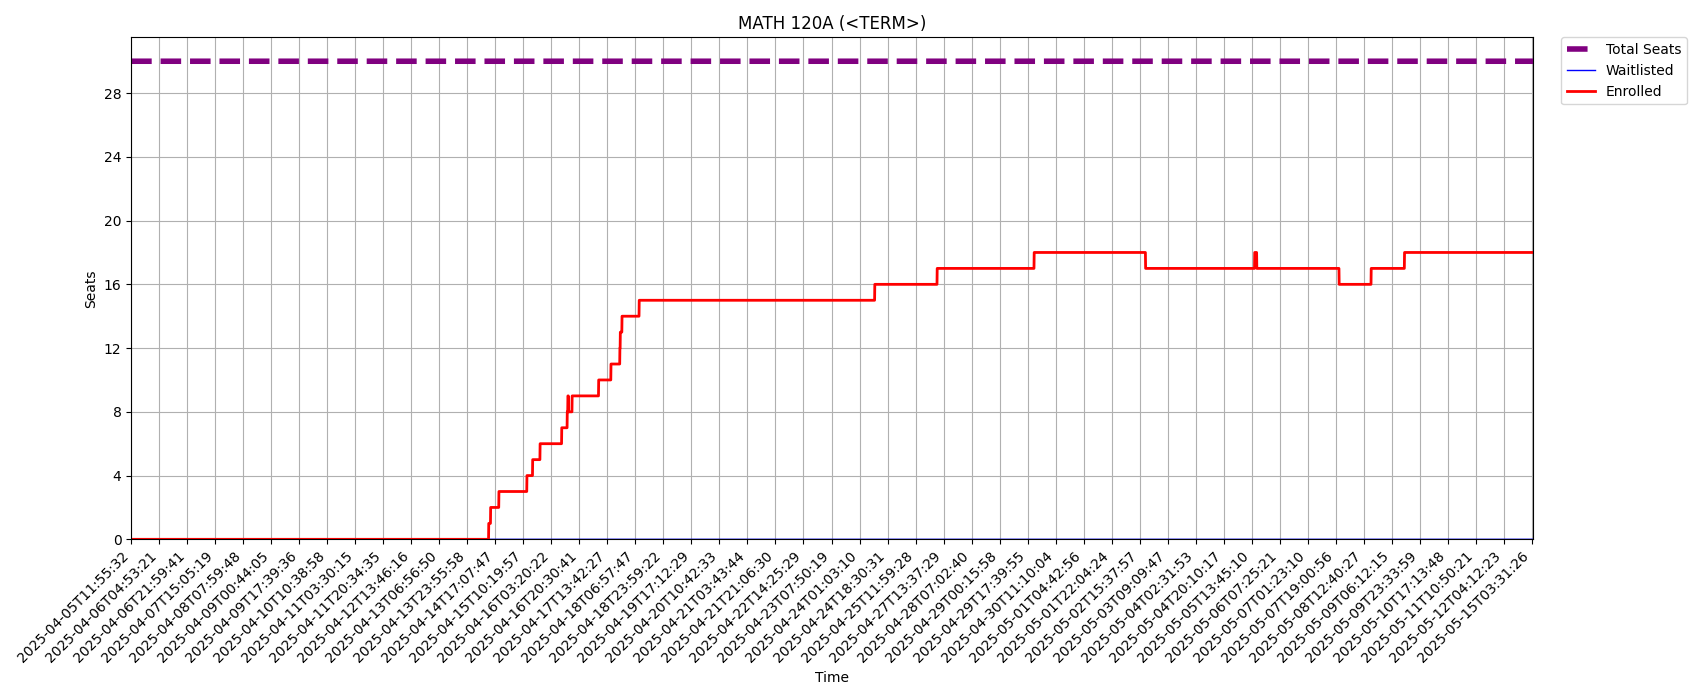 MATH 120A (<TERM>)
Total Seats
Waitlisted
Enrolled
Seats
28
24
20
16
12
8
4
0
2025-04-05T11:55:32
2025-04-06T04:53:21
2025-04-06T21:59:41
2025-04-07T15:05:19
2025-04-08T07:59:48
2025-04-09T00:44:05
2025-04-09T17:39:36
2025-04-10T10:38:58
2025-04-11T03:30:15
2025-04-11T20:34:35
2025-04-12T13:46:16
2025-04-13T06:56:50
2025-04-13T23:55:58
2025-04-14T17:07:47
2025-04-15T10:19:57
2025-04-16T03:20:22
2025-04-16T20:30:41
2025-04-17T13:42:27
2025-04-18T06:57:47
2025-04-18T23:59:22
2025-04-19T17:12:29
2025-04-20T10:42:33
2025-04-21T03:43:44
2025-04-21T21:06:30
2025-04-22T14:25:29
2025-04-23T07:50:19
2025-04-24T01:03:10
2025-04-24T18:30:31
2025-04-25T11:59:28
2025-04-27T13:37:29
2025-04-28T07:02:40
2025-04-29T00:15:58
2025-04-29T17:39:55
2025-04-30T11:10:04
2025-05-01T04:42:56
2025-05-01T22:04:24
2025-05-02T15:37:57
2025-05-03T09:09:47
2025-05-04T02:31:53
2025-05-04T20:10:17
2025-05-05T13:45:10
2025-05-06T07:25:21
2025-05-07T01:23:10
2025-05-07T19:00:56
2025-05-08T12:40:27
2025-05-09T06:12:15
2025-05-09T23:33:59
2025-05-10T17:13:48
2025-05-11T10:50:21
2025-05-12T04:12:23
2025-05-15T03:31:26
Time